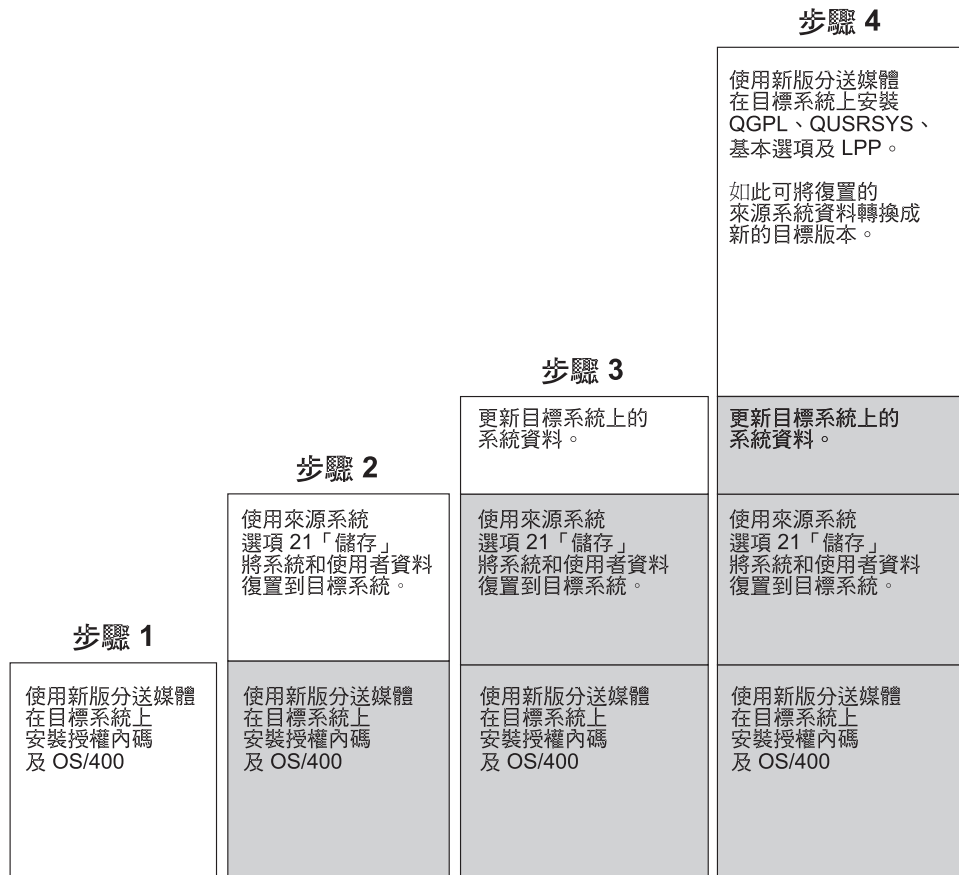 步驟 4
使用新版分送媒體
在目標系統上安裝
QGPL、QUSRSYS、
基本選項及 LPP。
如此可將復置的
來源系統資料轉換成
新的目標版本。
步驟 3
更新目標系統上的
系統資料。
更新目標系統上的
系統資料。
步驟 2
使用來源系統
選項 21「儲存」
將系統和使用者資料
復置到目標系統。
使用來源系統
選項 21「儲存」
將系統和使用者資料
復置到目標系統。
使用來源系統
選項 21「儲存」
將系統和使用者資料
復置到目標系統。
步驟 1
使用新版分送媒體
在目標系統上
安裝授權內碼
及 OS/400
使用新版分送媒體
在目標系統上
安裝授權內碼
及 OS/400
使用新版分送媒體
在目標系統上
安裝授權內碼
及 OS/400
使用新版分送媒體
在目標系統上
安裝授權內碼
及 OS/400